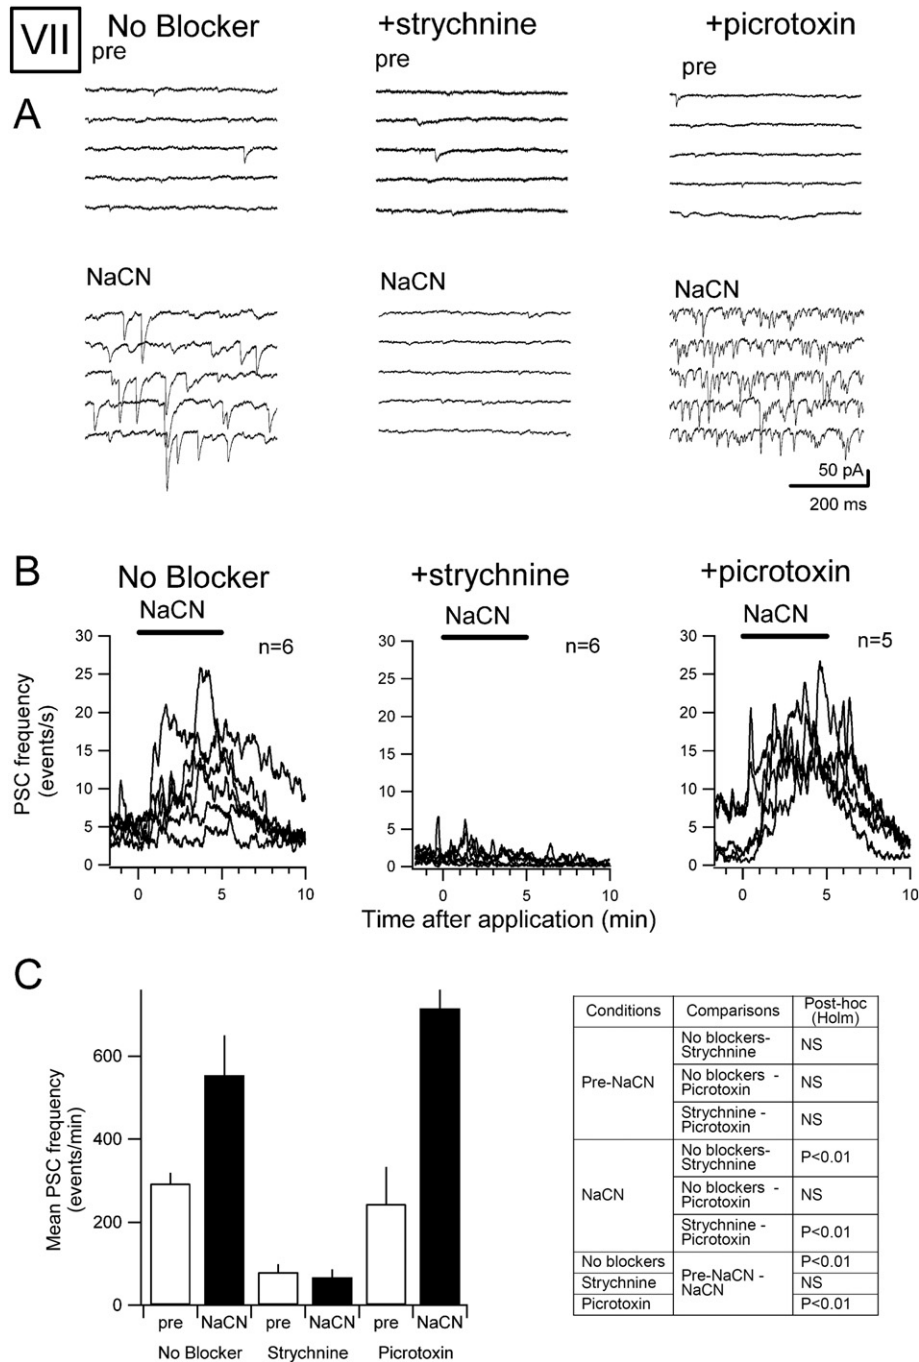 VII
No Blocker +strychnine +picrotoxin
pre pre pre
A
NaCN NaCN NaCN
50 pA
200 ms
B
No Blocker +strychnine +picrotoxin
NaCN NaCN NaCN
n=6 n=6 n=5
PSC frequency
(events/s)
30 30 30
25 25 25
20 20 20
15 15 15
10 10 10
5 5 5
0 0 0
0 5 10 0 5 10 0 5 10
Time after application (min)
C
Mean PSC frequency
(events/min)
600
400
200
0
pre NaCN pre NaCN pre NaCN
No Blocker Strychnine Picrotoxin
Conditions Comparisons Post-hoc
(Holm)
Pre-NaCN
No blockers-
Strychnine
NS
No blockers -
Picrotoxin
NS
Strychnine -
Picrotoxin
NS
NaCN
No blockers-
Strychnine
P<0.01
No blockers -
Picrotoxin
NS
Strychnine -
Picrotoxin
P<0.01
No blockers
Pre-NaCN -
NaCN
P<0.01
Strychnine
NS
Picrotoxin
P<0.01